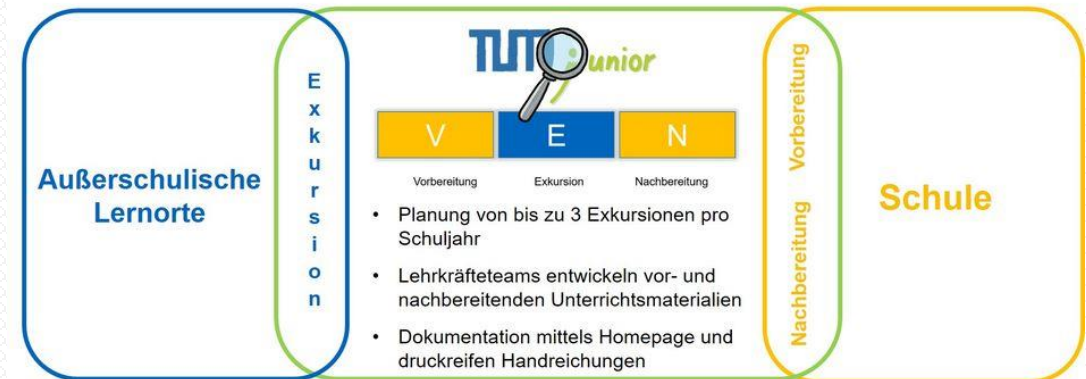 Außerschulische
Lernorte
Exkursion
TUMJunior
V E N
Vorbereitung Exkursion Nachbereitung
• Planung von bis zu 3 Exkursionen pro
Schuljahr
• Lehrkräfteteams entwickeln vor- und
nachbereitenden Unterrichtsmaterialien
• Dokumentation mittels Homepage und
druckreifen Handreichungen
Nachbereitung Vorbereitung
Schule